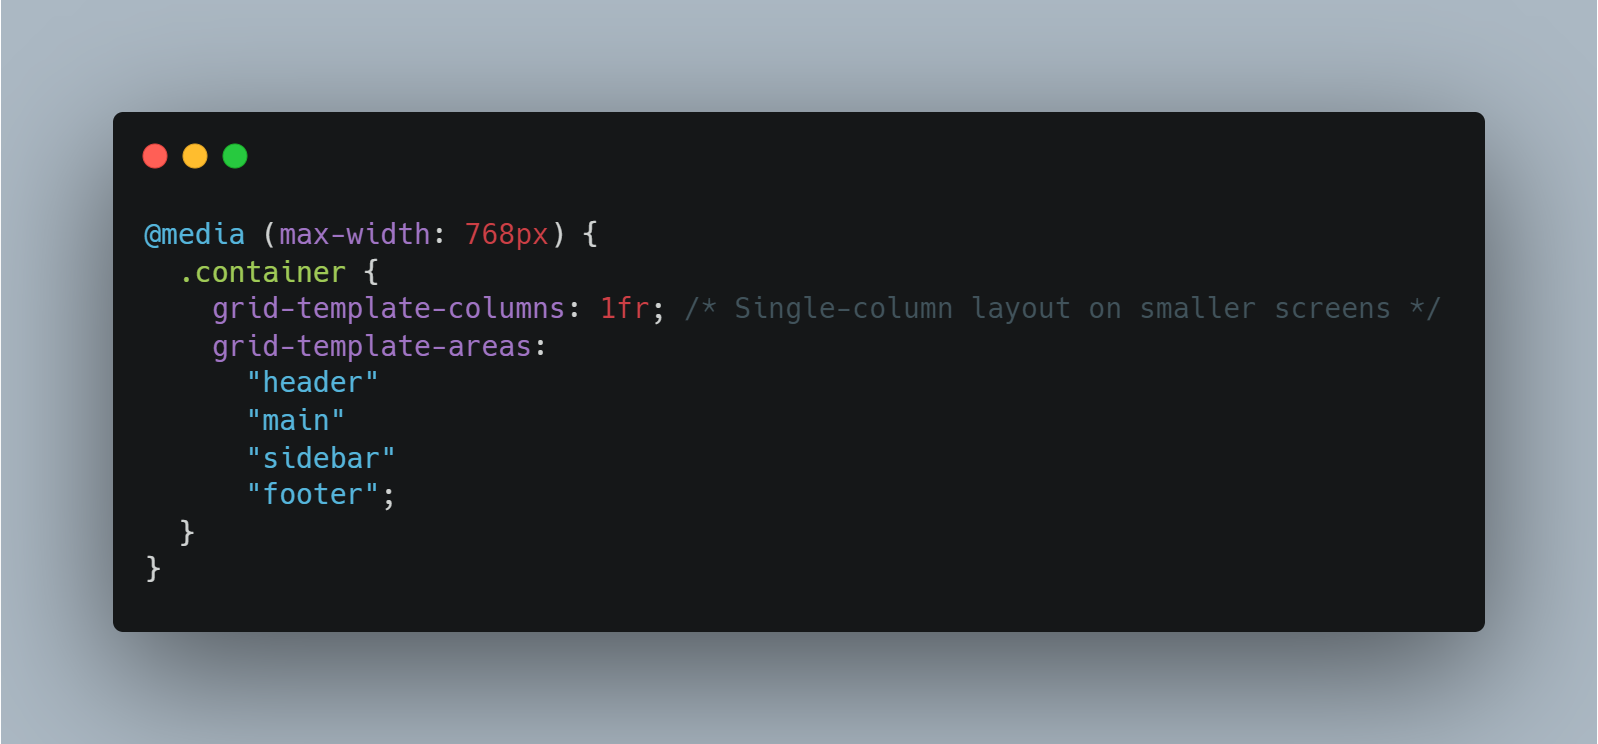 @media (max-width: 768px) {
  .container {
    grid-template-columns: 1fr; /* Single-column layout on smaller screens */
    grid-template-areas:
      "header"
      "main"
      "sidebar"
      "footer";
  }
}